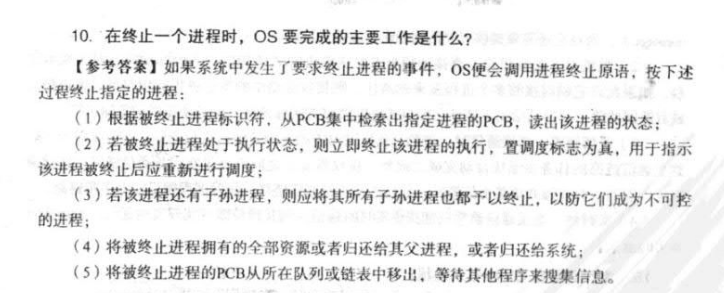 10. 在终止一个进程时，OS 要完成的主要工作是什么？
【参考答案】如果系统中发生了要求终止进程的事件，OS便会调用进程终止原语，按下述
过程终止指定的进程：
（1）根据被终止进程标识符，从PCB集中检索出指定进程的PCB，读出该进程的状态；
（2）若被终止进程处于执行状态，则立即终止该进程的执行，置调度标志为真，用于指示
该进程被终止后应重新进行调度；
（3）若该进程还有子孙进程，则应将其所有子孙进程也都予以终止，以防它们成为不可控
的进程；
（4）将被终止进程拥有的全部资源或者归还给其父进程，或者归还给系统；
（5）将被终止进程的PCB从所在队列或链表中移出，等待其他程序来搜集信息。